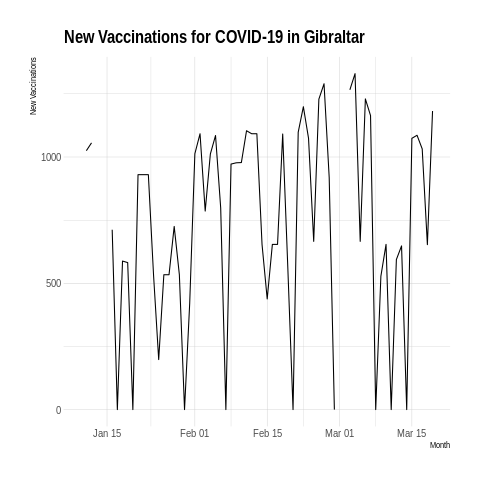 New Vaccinations for COVID-19 in Gibraltar
New Vaccinations
1000
500
0
Jan 15 Feb 01 Feb 15 Mar 01 Mar 15
Month